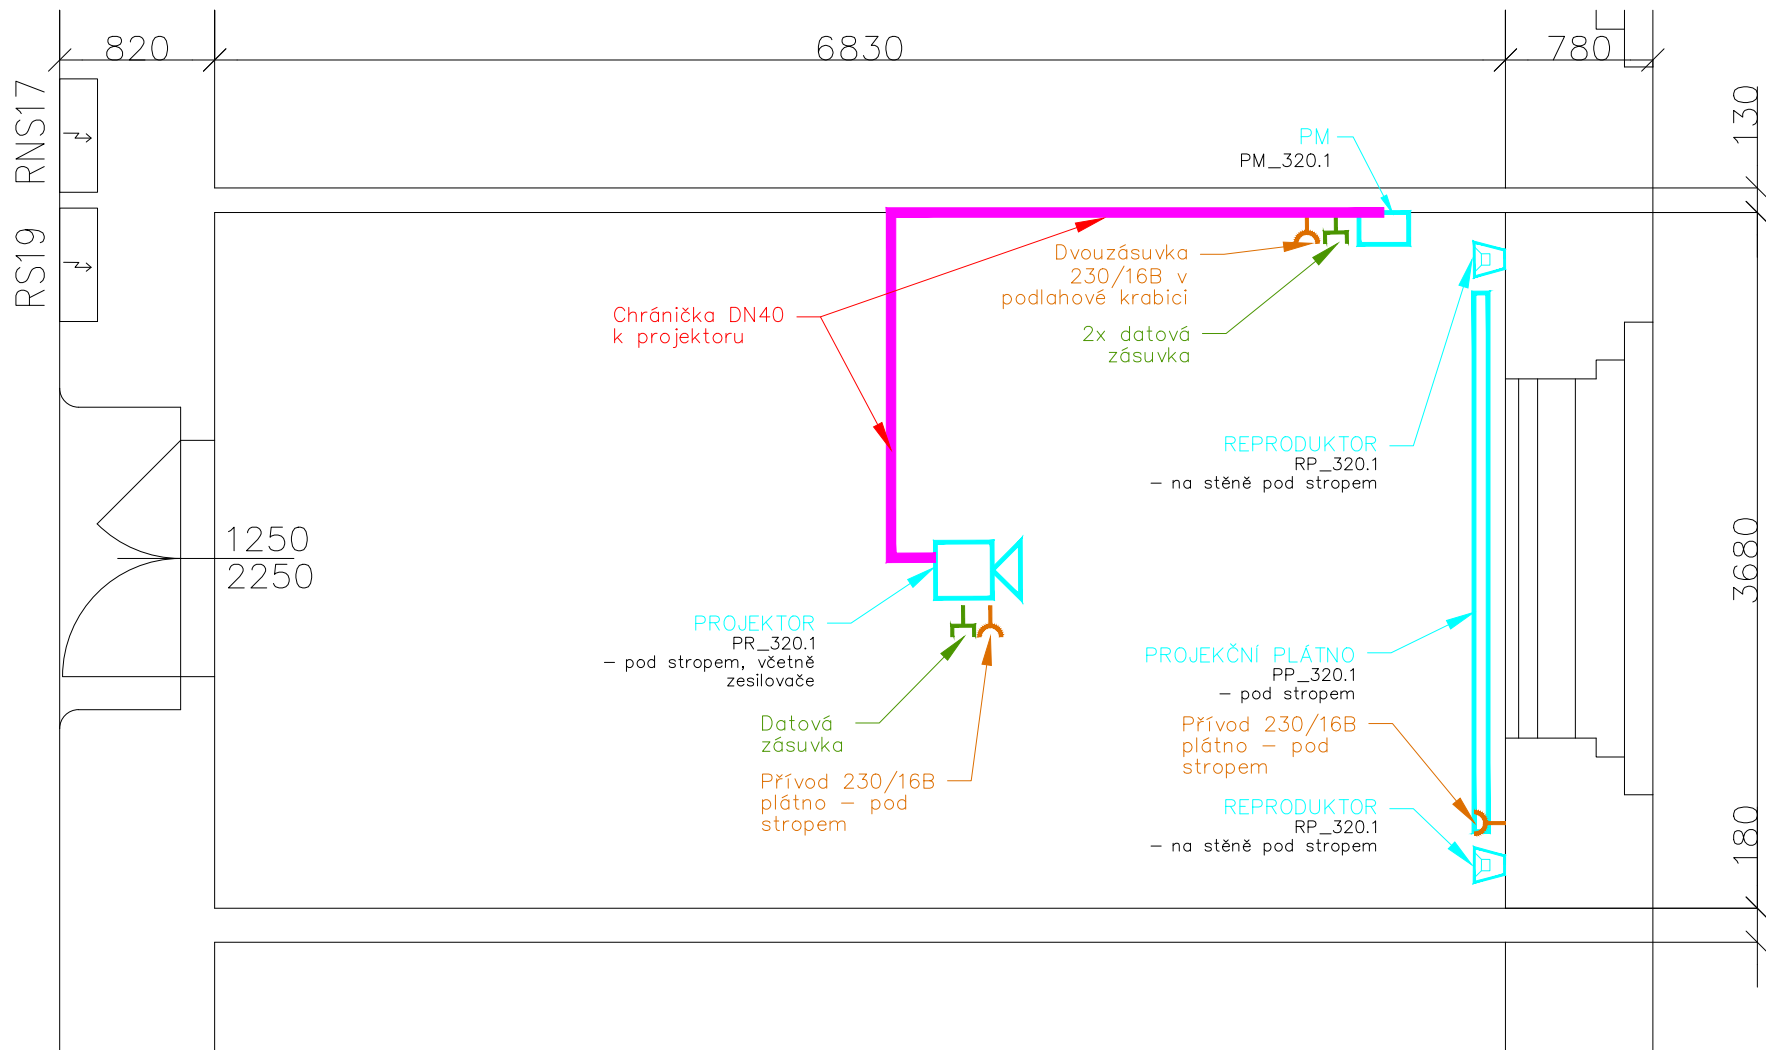 820
6830
780
130
RNS17
PM
PM_320.1
RS19
Dvouzásuvka
230/16B v
podlahové krabici
Chránička DN40
k projektoru
2x datová
zásuvka
REPRODUKTOR
RP_320.1
– na stěně pod stropem
1250
2250
3680
PROJEKTOR
PR_320.1
– pod stropem, včetně
zesilovače
PROJEKČNÍ PLÁTNO
PP_320.1
– pod stropem
Datová
zásuvka
Přívod 230/16B
plátno – pod
stropem
Přívod 230/16B
plátno – pod
stropem
REPRODUKTOR
RP_320.1
– na stěně pod stropem
180